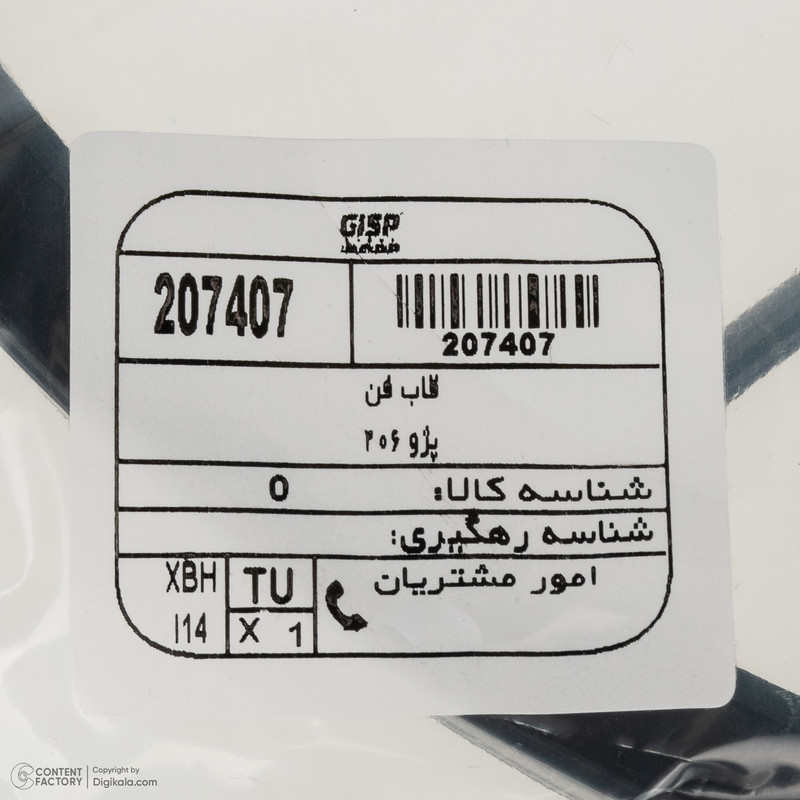 GISP
207407
207407
قاب فن
پژو ۲۰۶
شناسه کالا: 0
شناسه رهگیری:
امور مشتریان
TU
X 1
XBH
I14
CONTENT FACTORY
Copyright by
Digikala.com